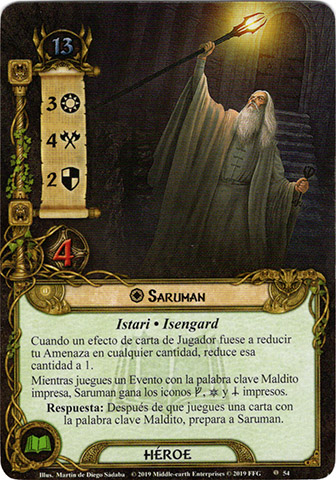 13
3
4
2
4
Saruman
Istari • Isengard
Cuando un efecto de carta de Jugador fuese a reducir
tu Amenaza en cualquier cantidad, reduce esa
cantidad a 1.
Mientras juegues un Evento con la palabra clave Maldito
impresa, Saruman gana los iconos , y impresos.
Respuesta: Después de que juegues una carta con
la palabra clave Maldito, prepara a Saruman.
HÉROE
Illus. Martin de Diego Sádaba © 2019 Middle-earth Enterprises © 2019 FFG 54